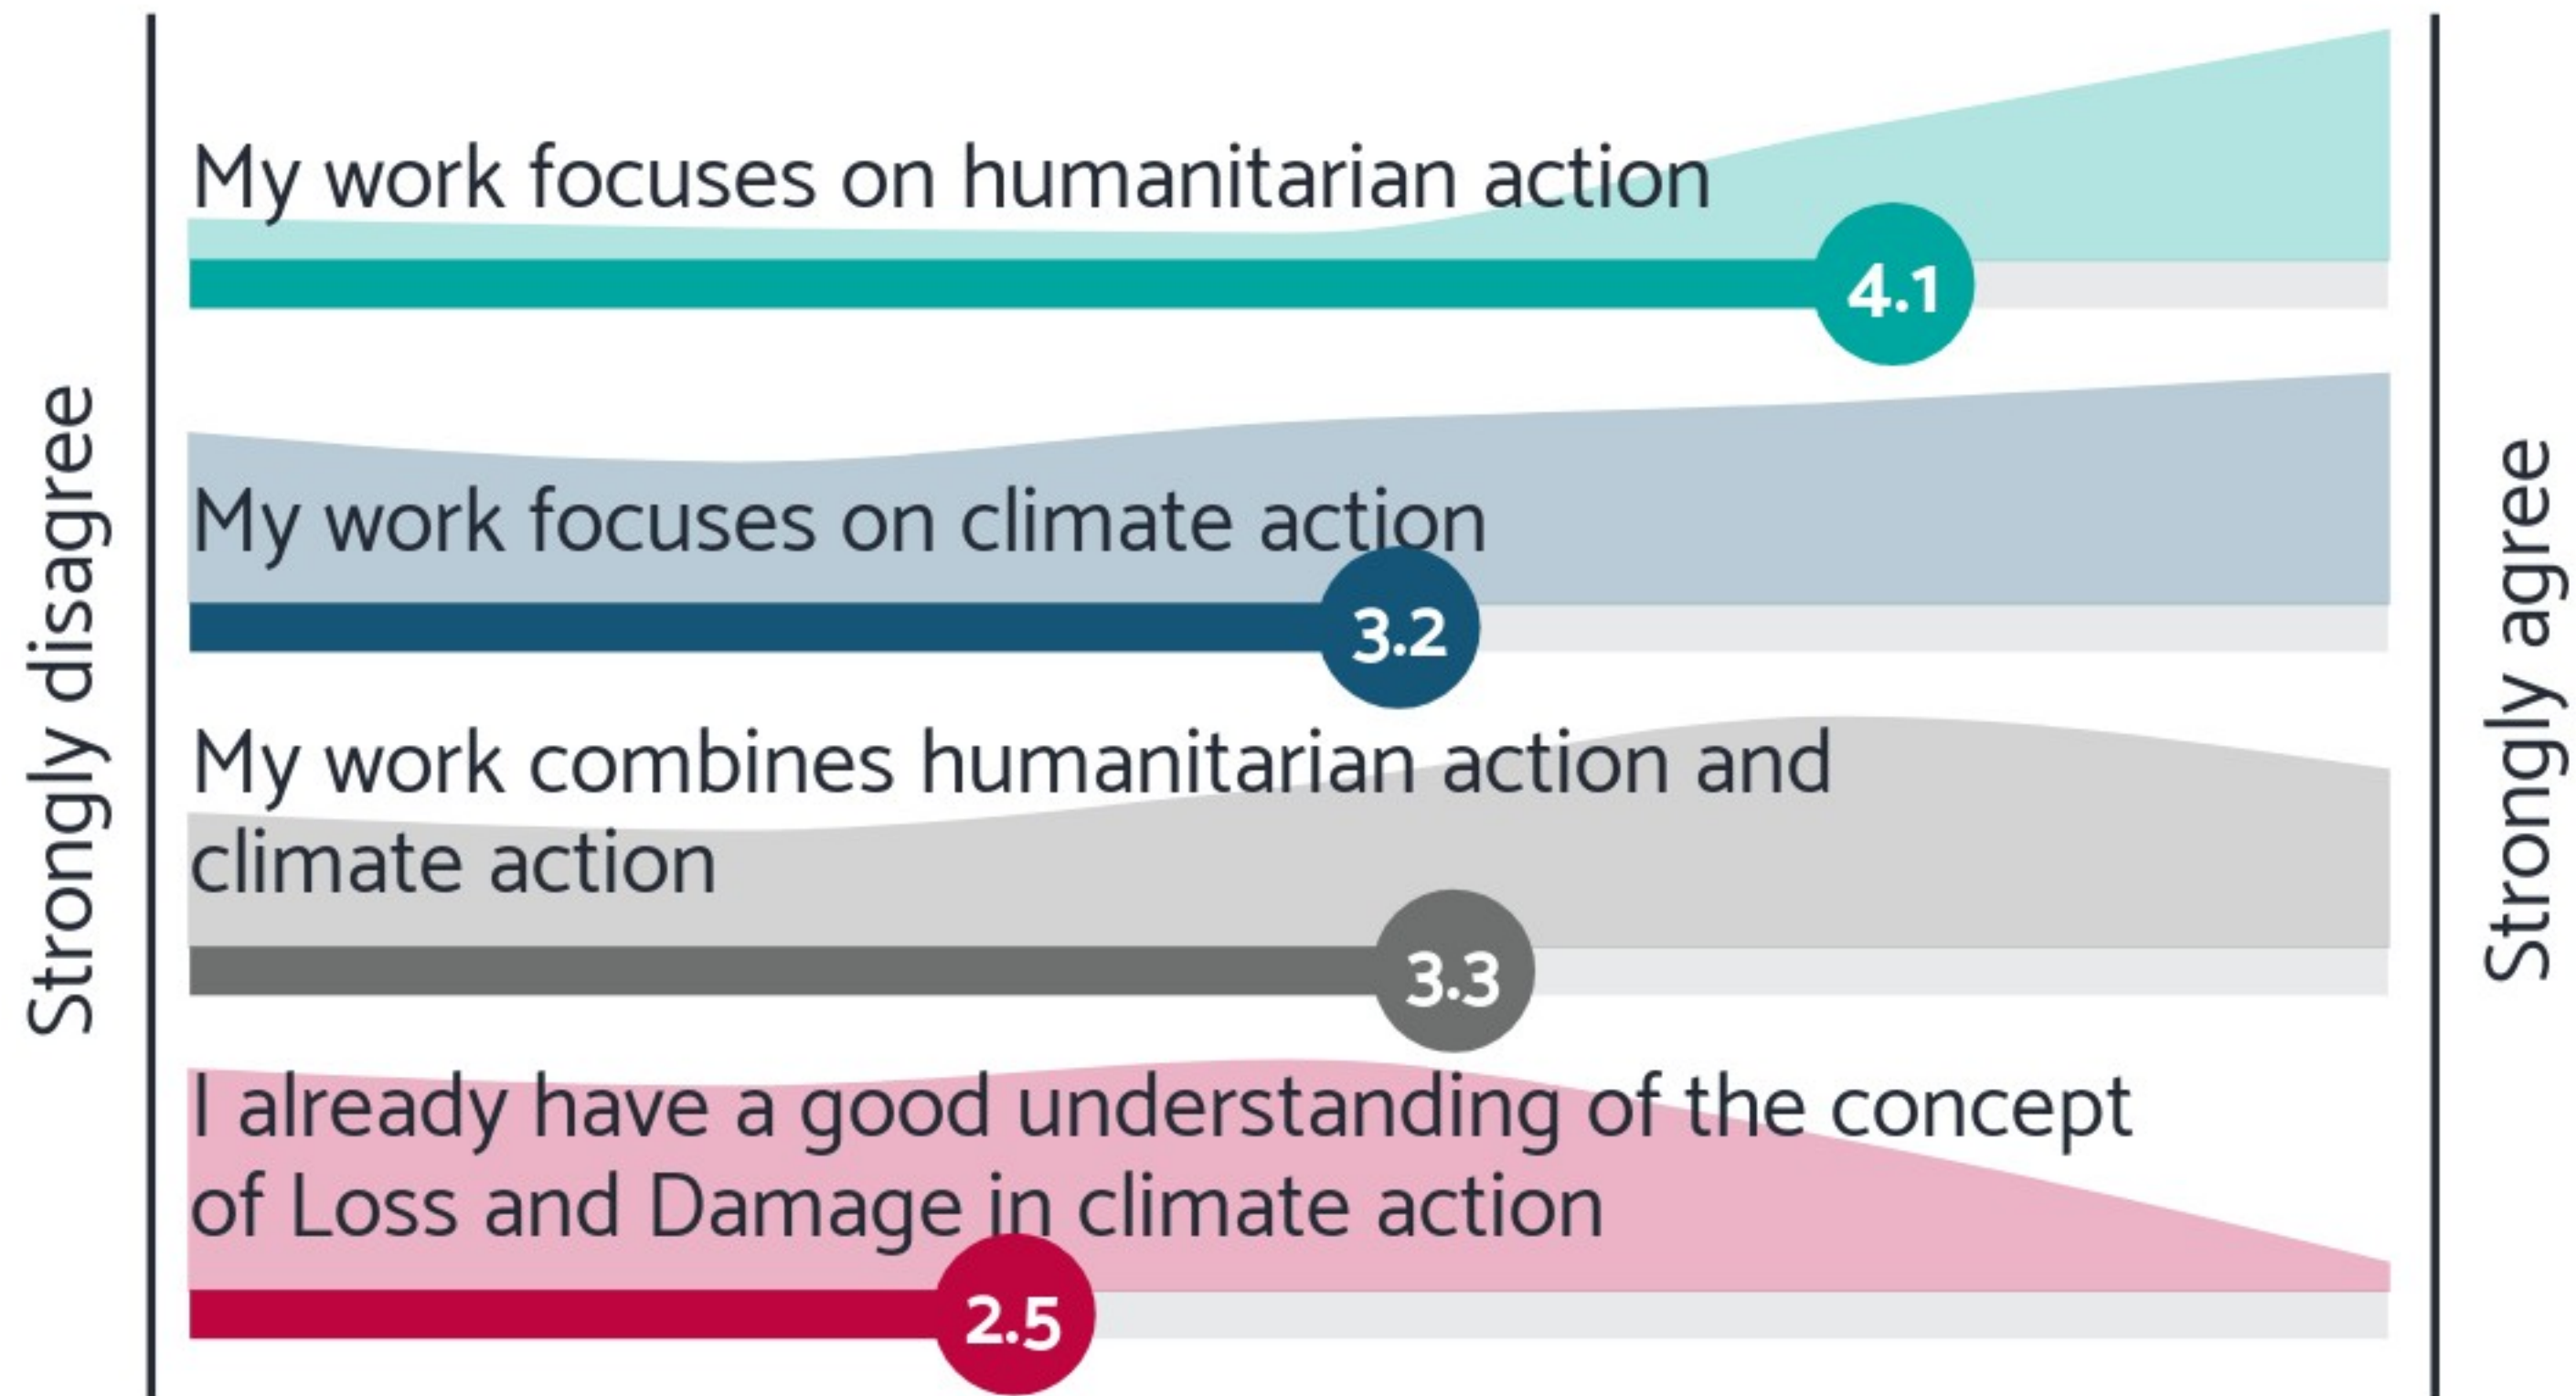 Strongly disagree
My work focuses on humanitarian action
4.1
My work focuses on climate action
3.2
My work combines humanitarian action and
climate action
3.3
I already have a good understanding of the concept
of Loss and Damage in climate action
2.5
Strongly agree